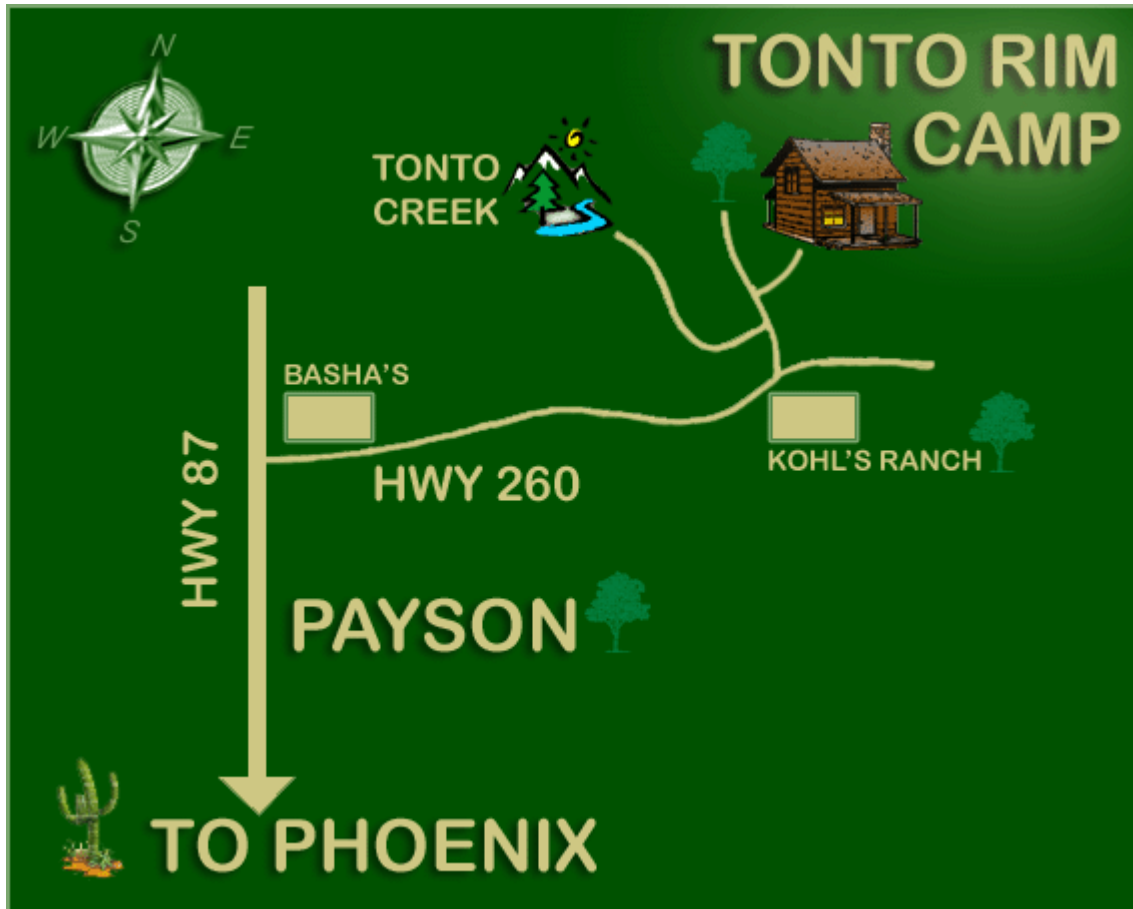 N
W
E
S
TONTO RIM
CAMP
TONTO
CREEK
BASHA'S
HWY 87
HWY 260
KOHL'S RANCH
PAYSON
TO PHOENIX